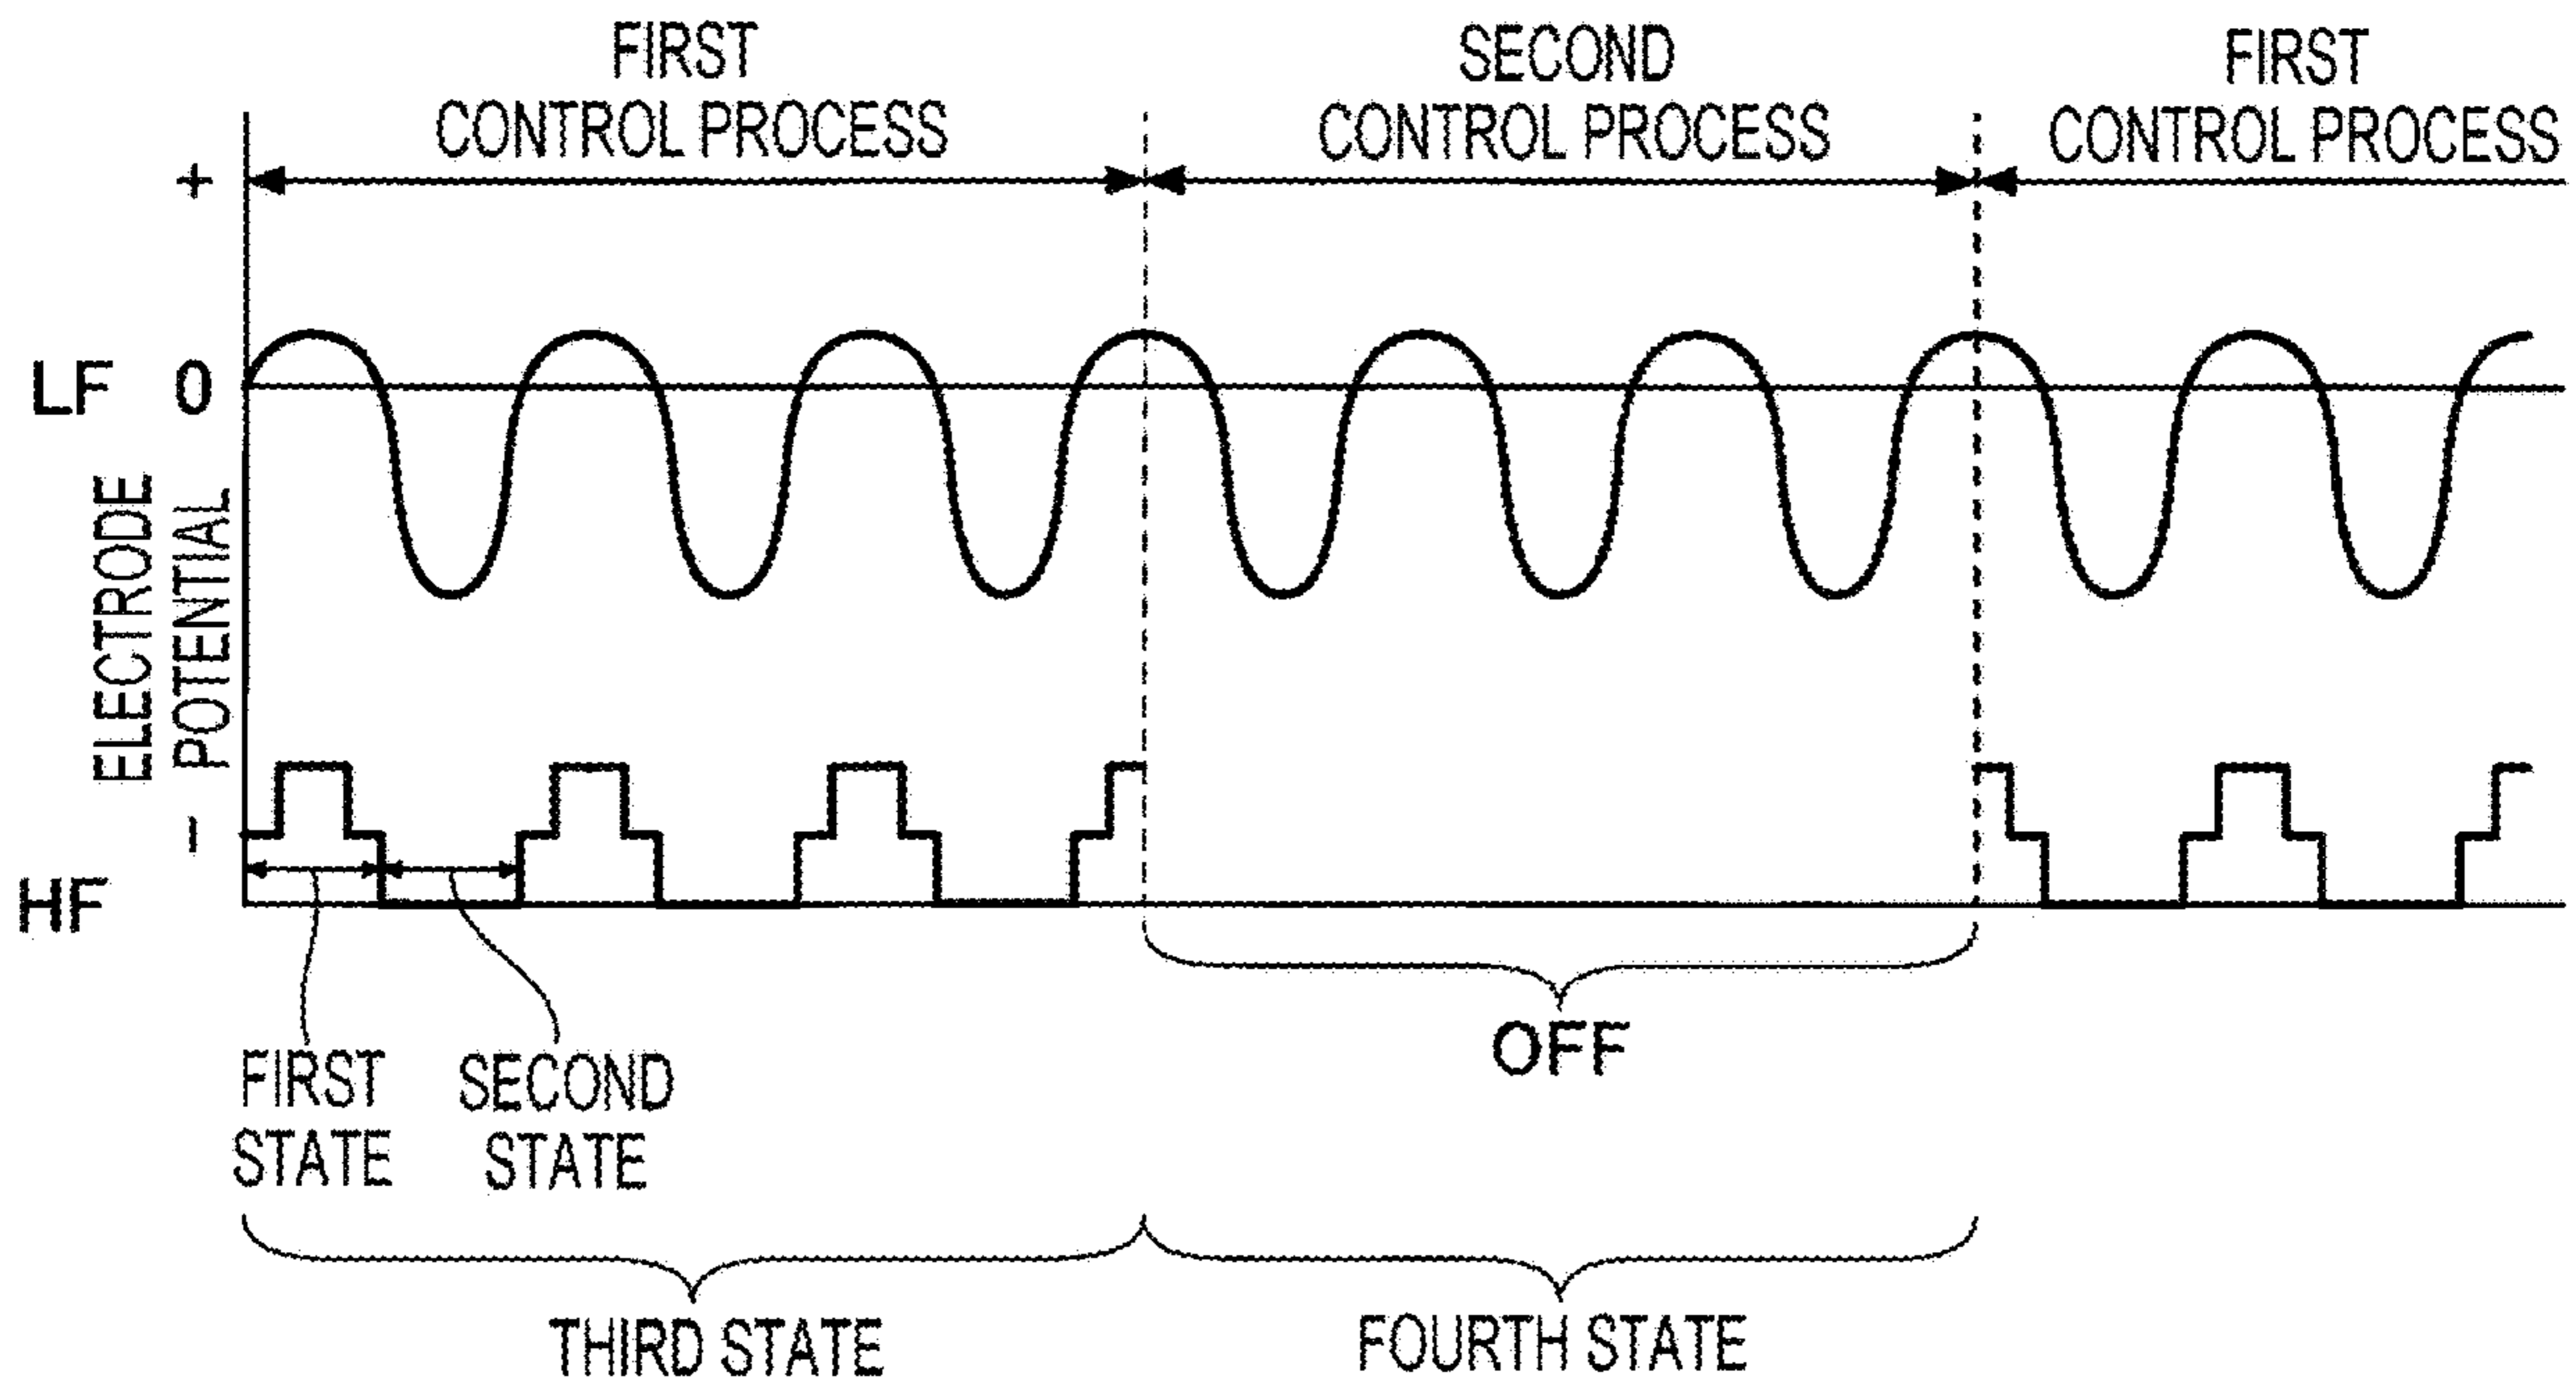 FIRST
CONTROL PROCESS
SECOND
CONTROL PROCESS
FIRST
CONTROL PROCESS
+
LF 0
ELECTRODE
POTENTIAL
-
HF
FIRST
STATE
SECOND
STATE
OFF
THIRD STATE
FOURTH STATE